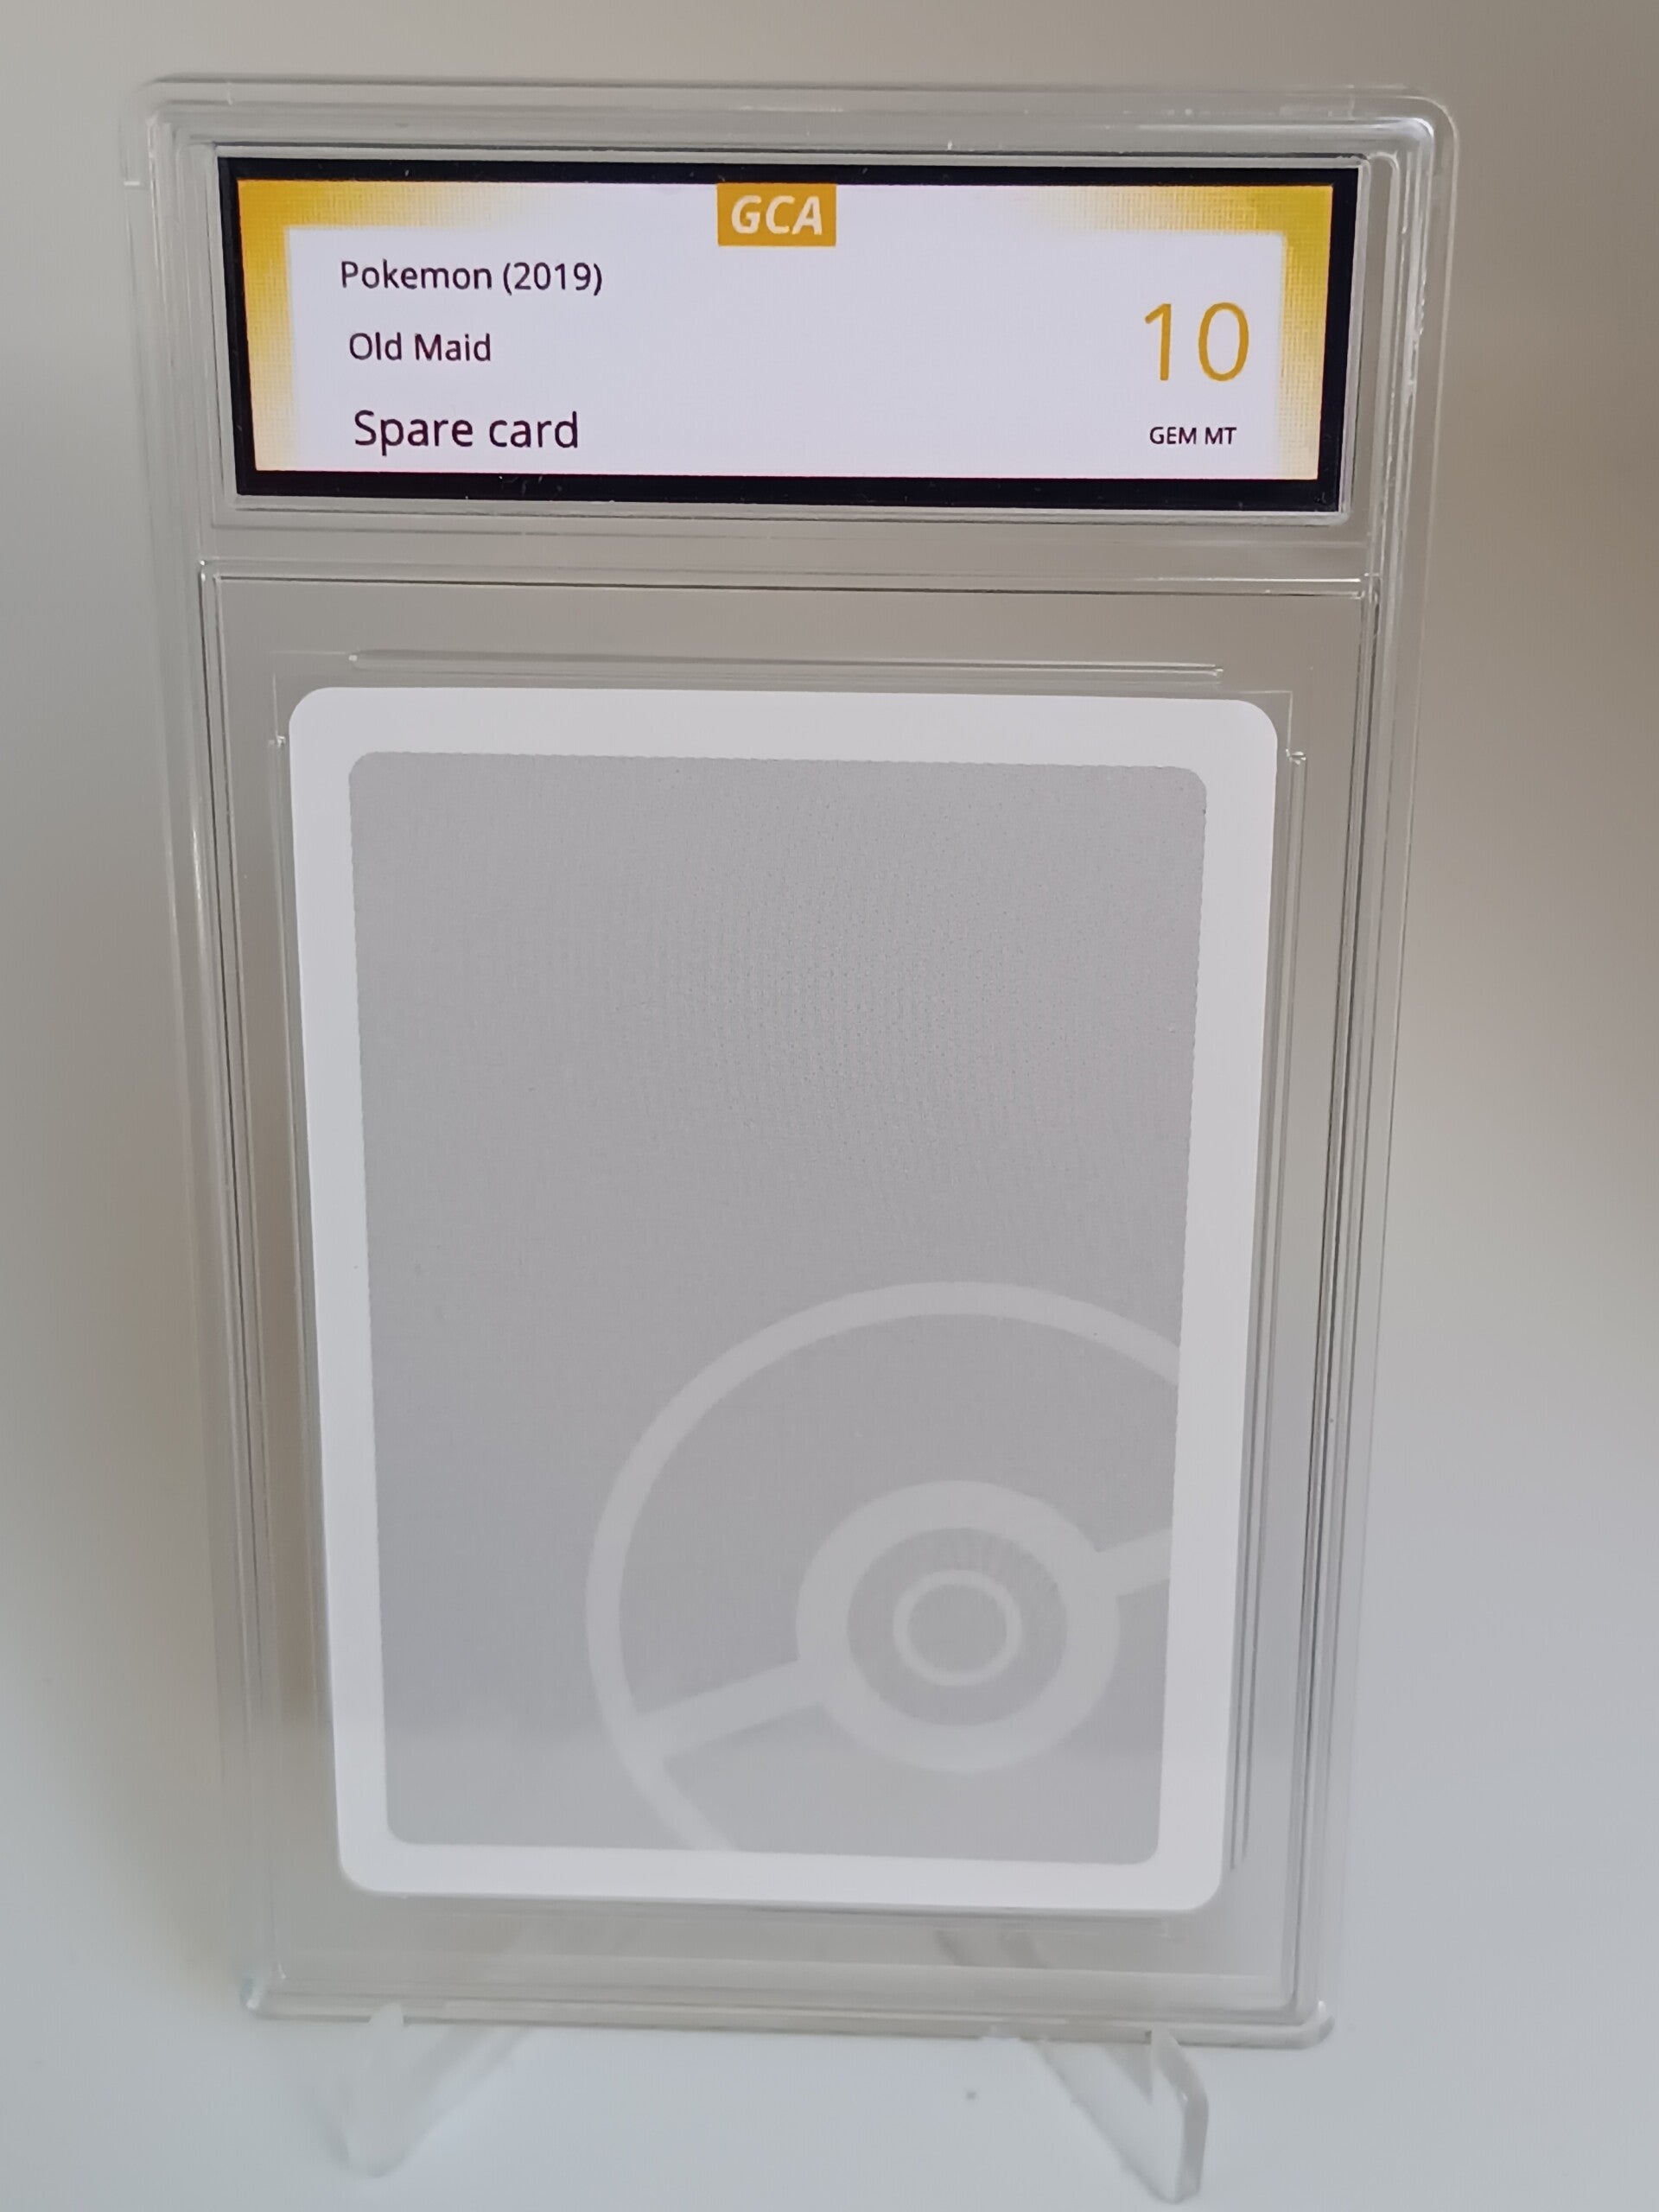 GCA
Pokemon (2019)
Old Maid
10
Spare card
GEM MT